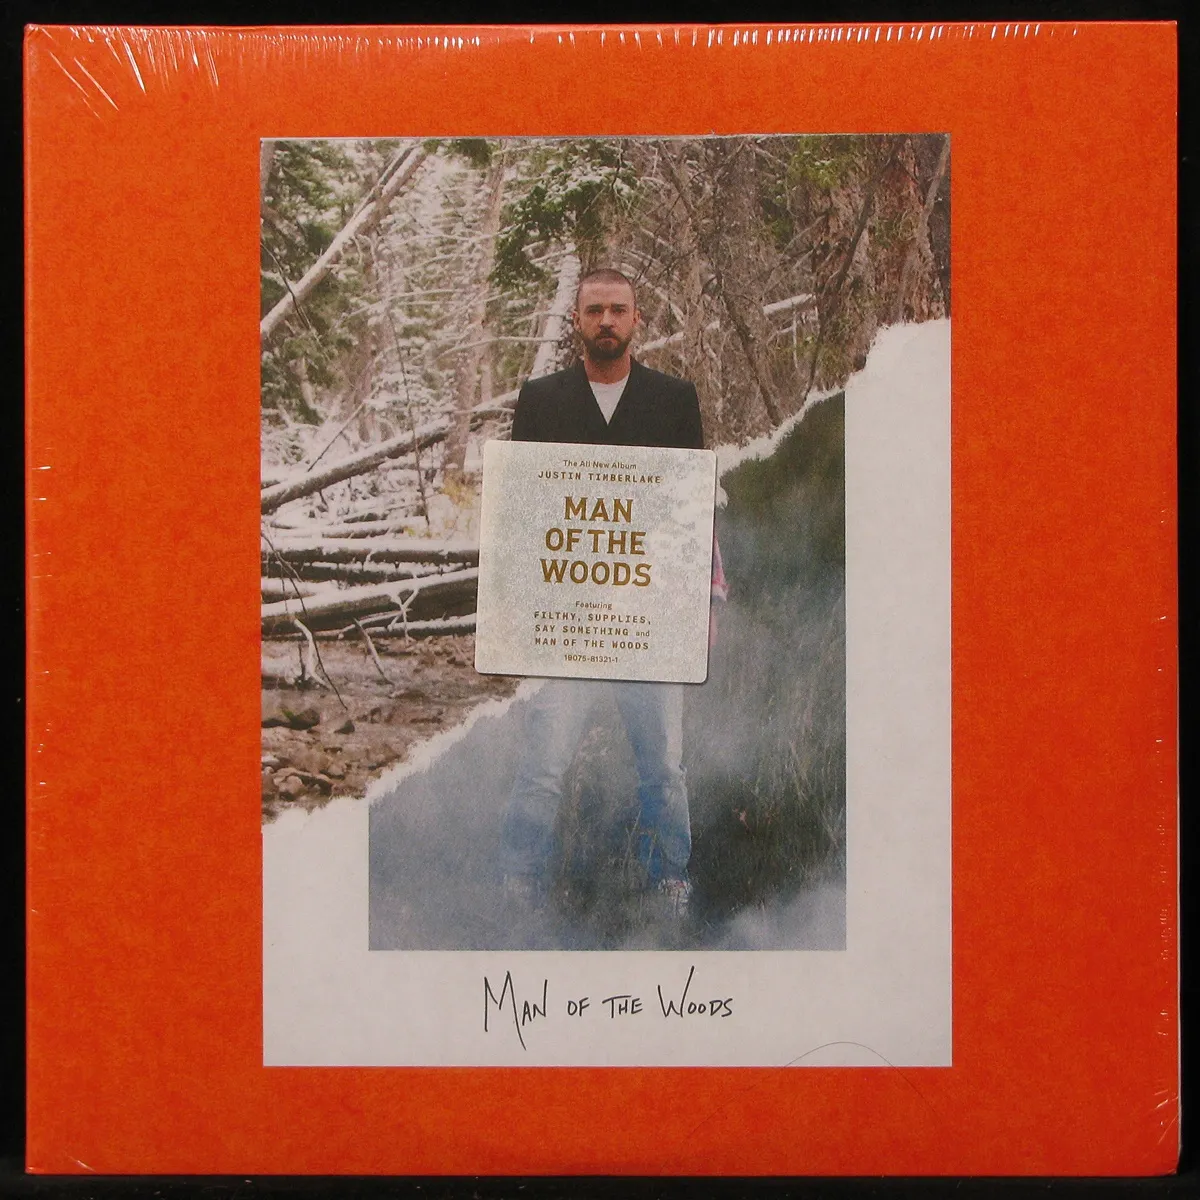 The All New Album
JUSTIN TIMBERLAKE
MAN
OF THE
WOODS
Featuring
FILTHY, SUPPLIES,
SAY SOMETHING and
MAN OF THE WOODS
19075-81321-1
MAN OF THE WOODS